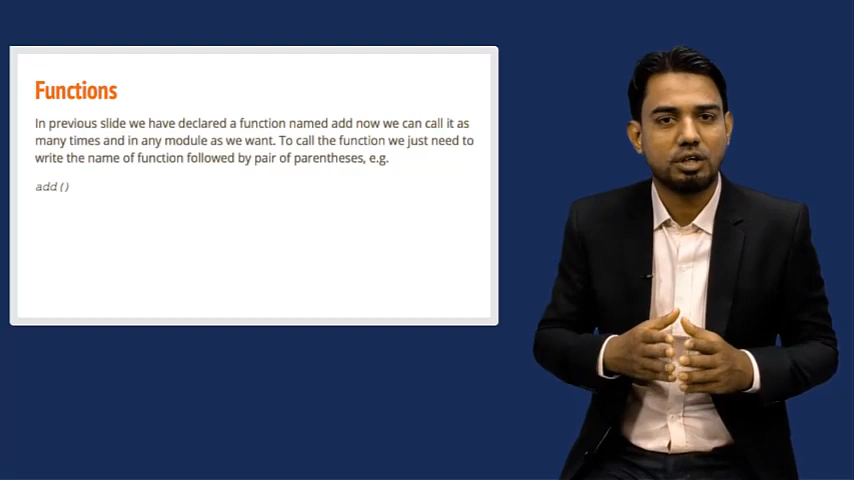 Functions
In previous slide we have declared a function named add now we can call it as
many times and in any module as we want. To call the function we just need to
write the name of function followed by pair of parentheses, e.g.
add ()